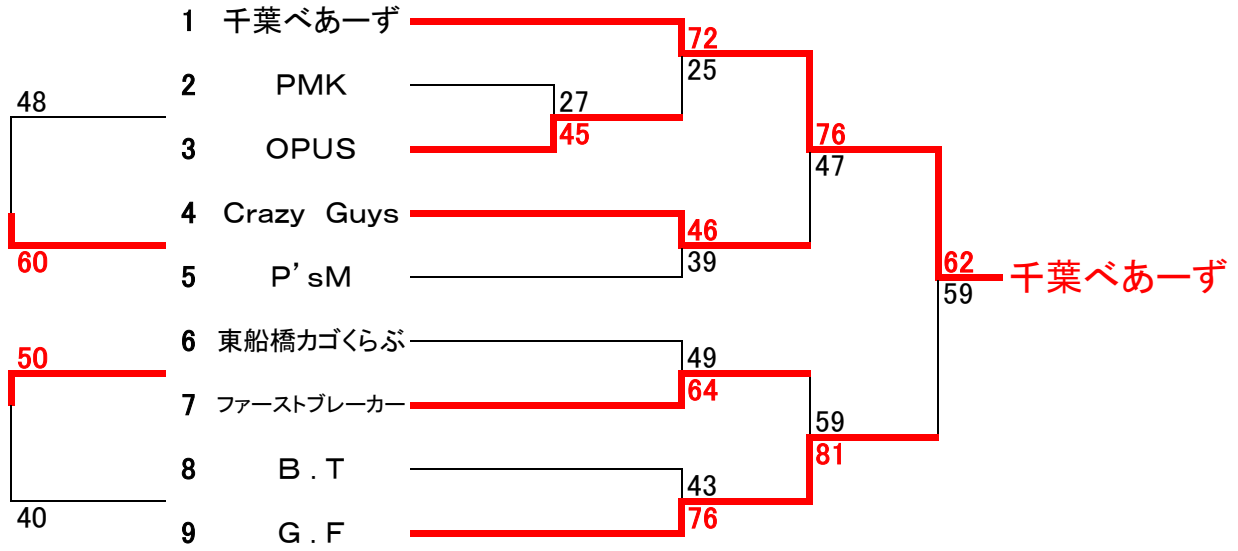 1 千葉べあーず
72
25
2 PMK
48
27
45
3 OPUS
76
47
4 Crazy Guys
46
39
60
5 P'sM
62
59
千葉べあーず
6 東船橋カゴくらぶ
50
49
64
7 ファーストブレーカー
59
81
8 B.T
43
76
40
9 G.F